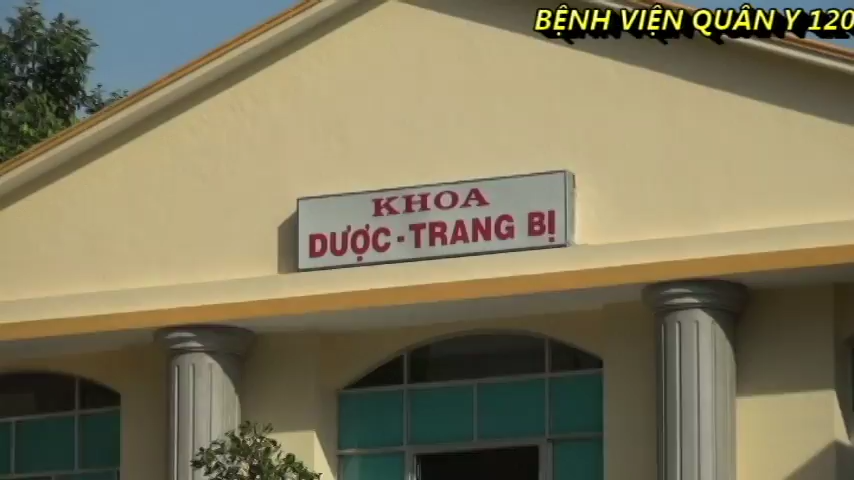 BỆNH VIỆN QUÂN Y 120
KHOA
DƯỢC - TRANG BỊ